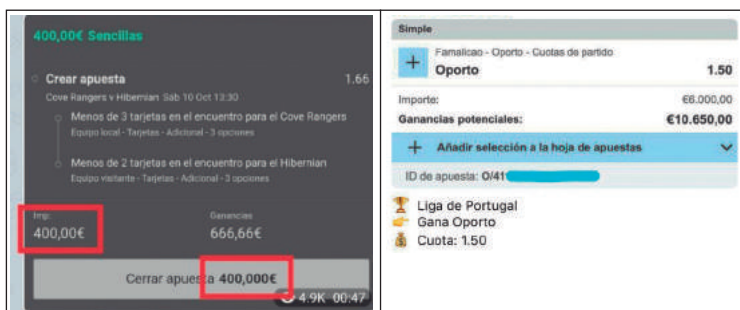 400,00€ Sencillas
Crear apuesta 1.66
Cove Rangers v Hibernian Sáb 10 Oct 13:30
Menos de 3 tarjetas en el encuentro para el Cove Rangers
Equipo local - Tarjetas - Adicional - 3 opciones
Menos de 2 tarjetas en el encuentro para el Hibernian
Equipo visitante - Tarjetas - Adicional - 3 opciones
Imp. Ganancias
400,00€ 666,66€
Cerrar apuesta 400,000€
4.9K 00:47
Simple
Famalicao - Oporto - Cuotas de partido
Oporto 1.50
Importe: €6.000,00
Ganancias potenciales: €10.650,00
+ Añadir selección a la hoja de apuestas
ID de apuesta: O/41
Liga de Portugal
Gana Oporto
Cuota: 1.50